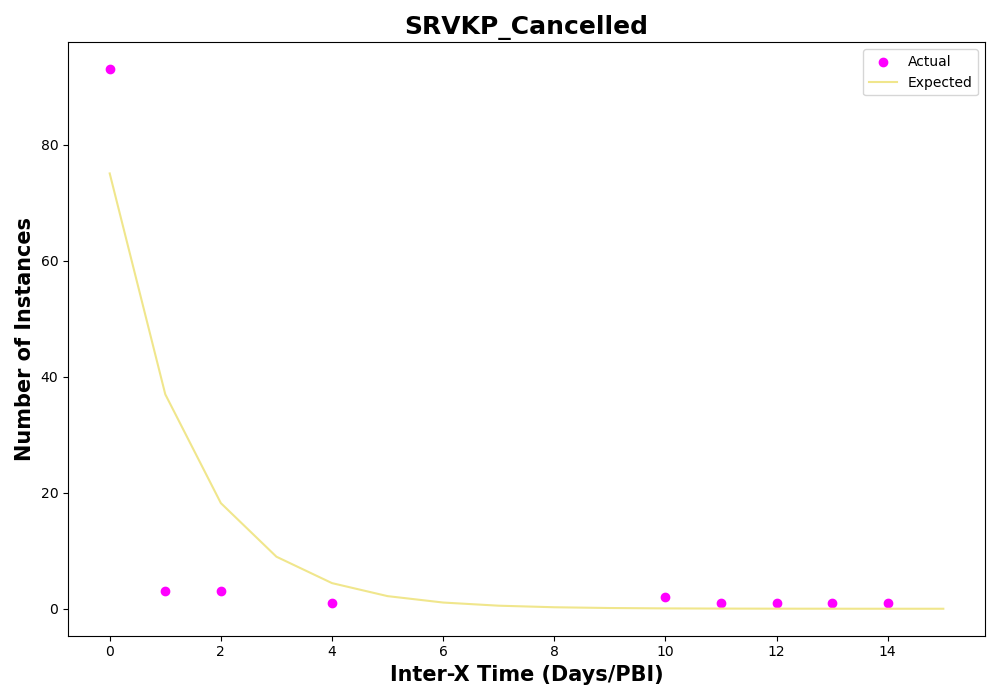 SRVKP_Cancelled
Actual
Expected
80
60
40
20
0
Number of Instances
0 2 4 6 8 10 12 14
Inter-X Time (Days/PBI)